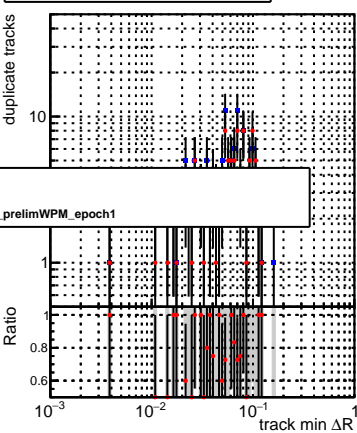 duplicate tracks
10
_prelimWPM_epoch1
1
Ratio
1
0.8
0.6
10⁻³ 10⁻² 10⁻¹ 1
track min ΔR